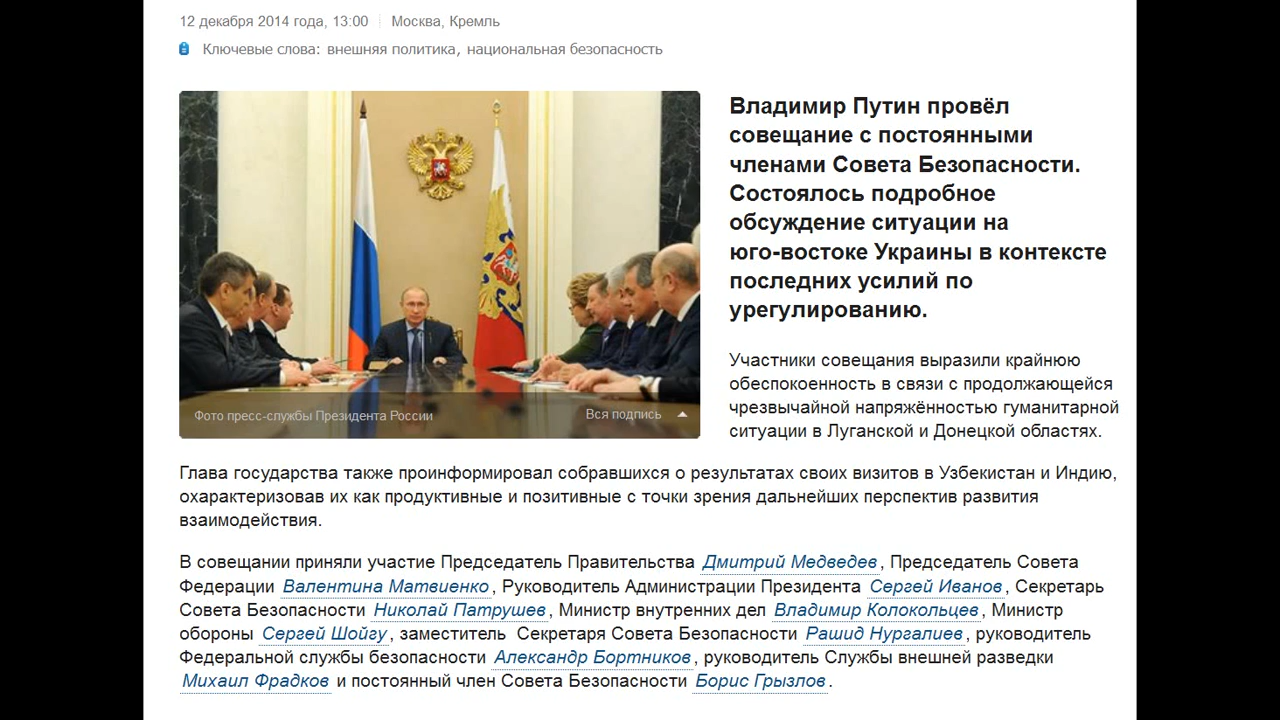 12 декабря 2014 года, 13:00 Москва, Кремль
Ключевые слова: внешняя политика, национальная безопасность
Владимир Путин провёл
совещание с постоянными
членами Совета Безопасности.
Состоялось подробное
обсуждение ситуации на
юго-востоке Украины в контексте
последних усилий по
урегулированию.
Фото пресс-службы Президента России
Вся подпись
Участники совещания выразили крайнюю
обеспокоенность в связи с продолжающейся
чрезвычайной напряжённостью гуманитарной
ситуации в Луганской и Донецкой областях.
Глава государства также проинформировал собравшихся о результатах своих визитов в Узбекистан и Индию,
охарактеризовав их как продуктивные и позитивные с точки зрения дальнейших перспектив развития
взаимодействия.
В совещании приняли участие Председатель Правительства Дмитрий Медведев, Председатель Совета
Федерации Валентина Матвиенко, Руководитель Администрации Президента Сергей Иванов, Секретарь
Совета Безопасности Николай Патрушев, Министр внутренних дел Владимир Колокольцев, Министр
обороны Сергей Шойгу, заместитель Секретаря Совета Безопасности Рашид Нургалиев, руководитель
Федеральной службы безопасности Александр Бортников, руководитель Службы внешней разведки
Михаил Фрадков и постоянный член Совета Безопасности Борис Грызлов.